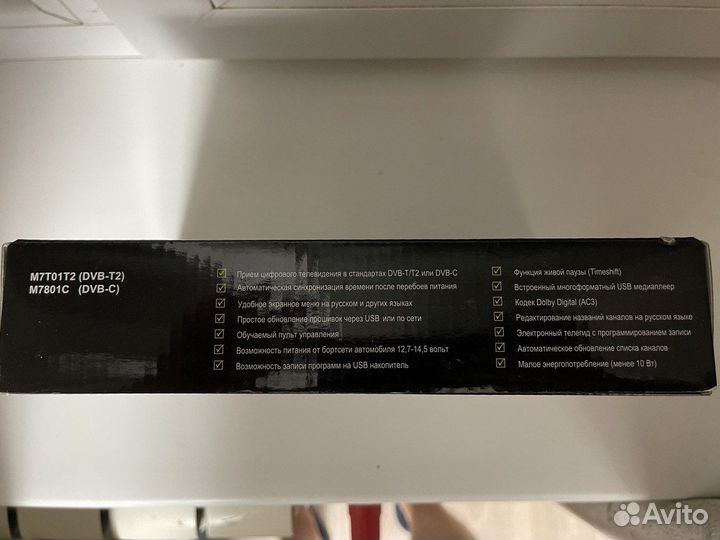 M7T01T2 (DVB-T2)
M7801C (DVB-C)
Прием цифрового телевидения в стандартах DVB-T/T2 или DVB-C
Автоматическая синхронизация времени после перебоев питания
Удобное экранное меню на русском и других языках
Простое обновление прошивок через USB или по сети
Обучаемый пульт управления
Возможность питания от бортсети автомобиля 12,7-14,5 вольт
Возможность записи программ на USB накопитель
Функция живой паузы (Timeshift)
Встроенный многоформатный USB медиаплеер
Кодек Dolby Digital (AC3)
Редактирование названий каналов на русском языке
Электронный телегид с программированием записи
Автоматическое обновление списка каналов
Малое энергопотребление (менее 10 Вт)
Avito